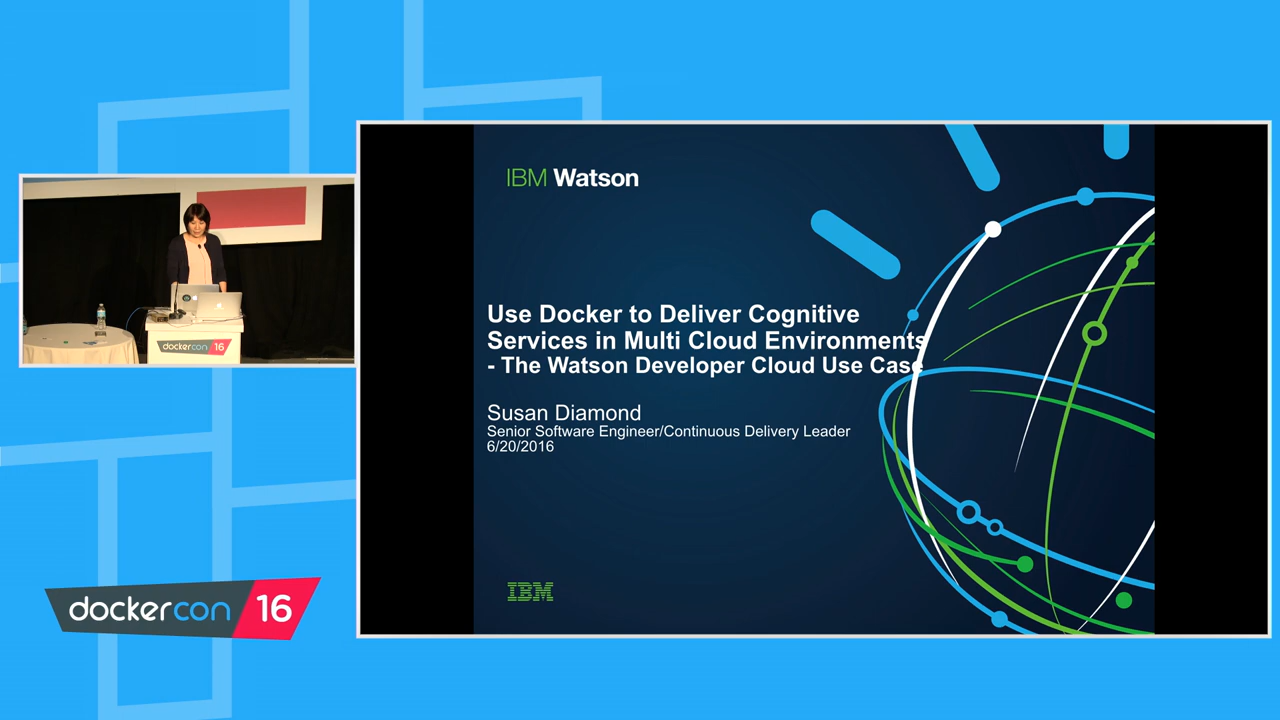 IBM Watson
Use Docker to Deliver Cognitive
Services in Multi Cloud Environments
- The Watson Developer Cloud Use Case
Susan Diamond
Senior Software Engineer/Continuous Delivery Leader
6/20/2016
IBM
dockercon 16
dockercon 16